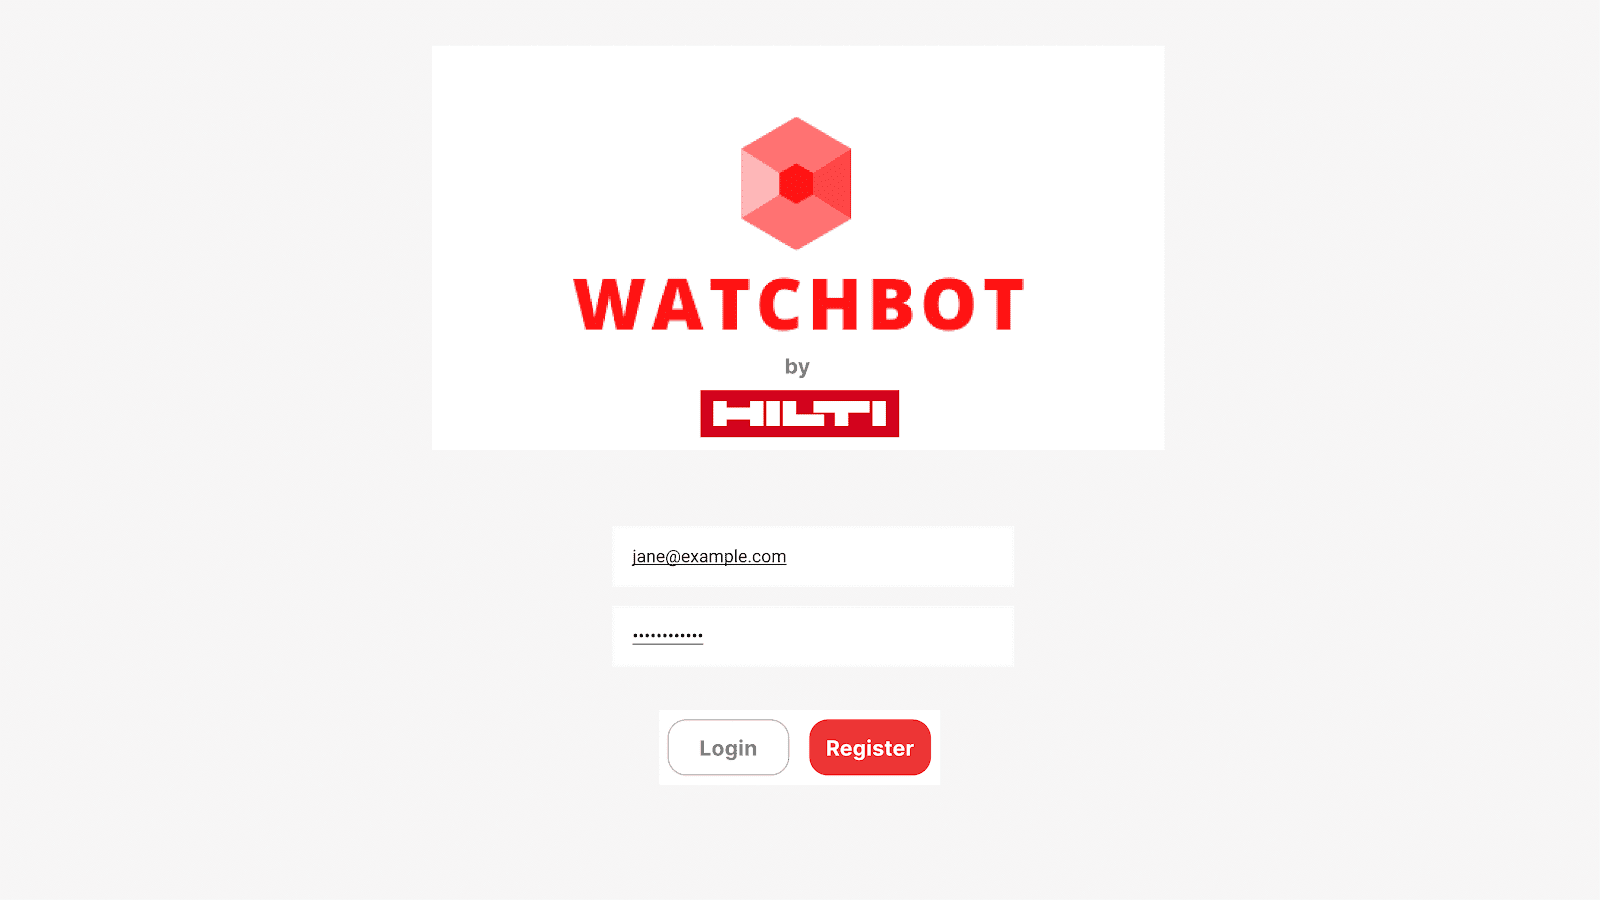 WATCHBOT
by
HILTI
jane@example.com
••••••••••••
Login Register